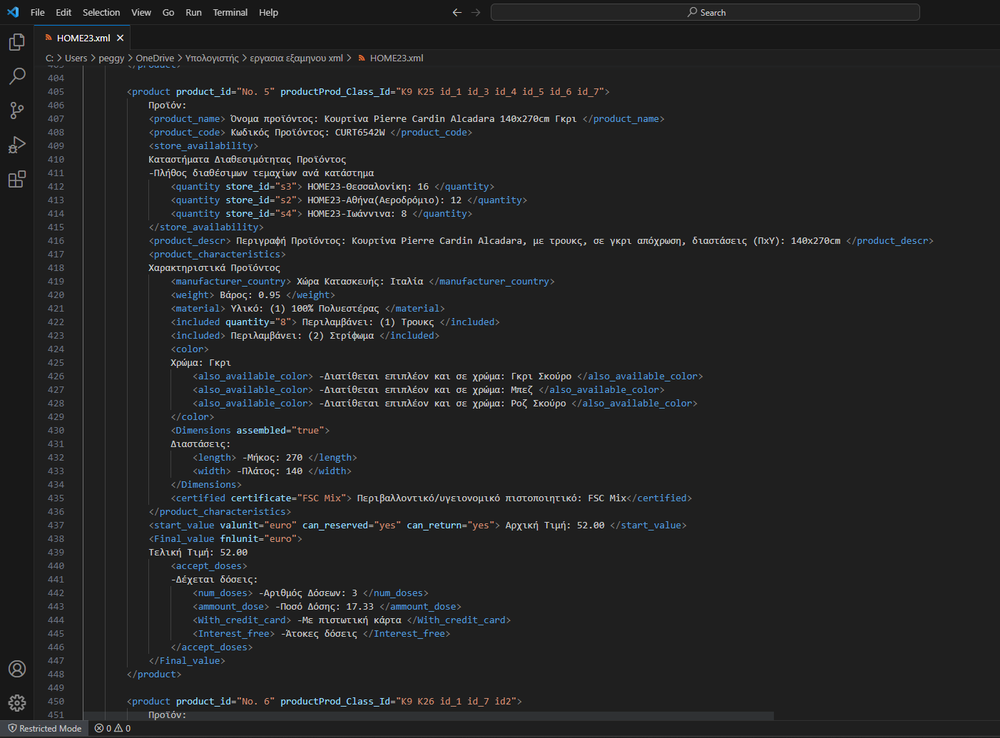 File Edit Selection View Go Run Terminal Help
Search
HOME23.xml
C: > Users > peggy > OneDrive > Υπολογιστής > εργασια εξαμηνου xml > HOME23.xml
403 </product>
404
405 <product product_id="No. 5" productProd_Class_Id="K9 K25 id_1 id_3 id_4 id_5 id_6 id_7">
406 Προϊόν:
407 <product_name> Όνομα προϊόντος: Κουρτίνα Pierre Cardin Alcadara 140x270cm Γκρι </product_name>
408 <product_code> Κωδικός Προϊόντος: CURT6542W </product_code>
409 <store_availability>
410 Καταστήματα Διαθεσιμότητας Προϊόντος
411 -Πλήθος διαθέσιμων τεμαχίων ανά κατάστημα
412 <quantity store_id="s3"> HOME23-Θεσσαλονίκη: 16 </quantity>
413 <quantity store_id="s2"> HOME23-Αθήνα(Αεροδρόμιο): 12 </quantity>
414 <quantity store_id="s4"> HOME23-Ιωάννινα: 8 </quantity>
415 </store_availability>
416 <product_descr> Περιγραφή Προϊόντος: Κουρτίνα Pierre Cardin Alcadara, με τρουκς, σε γκρι απόχρωση, διαστάσεις (ΠxΥ): 140x270cm </product_descr>
417 <product_characteristics>
418 Χαρακτηριστικά Προϊόντος
419 <manufacturer_country> Χώρα Κατασκευής: Ιταλία </manufacturer_country>
420 <weight> Βάρος: 0.95 </weight>
421 <material> Υλικό: (1) 100% Πολυεστέρας </material>
422 <included quantity="8"> Περιλαμβάνει: (1) Τρουκς </included>
423 <included> Περιλαμβάνει: (2) Στρίφωμα </included>
424 <color>
425 Χρώμα: Γκρι
426 <also_available_color> -Διατίθεται επιπλέον και σε χρώμα: Γκρι Σκούρο </also_available_color>
427 <also_available_color> -Διατίθεται επιπλέον και σε χρώμα: Μπεζ </also_available_color>
428 <also_available_color> -Διατίθεται επιπλέον και σε χρώμα: Ροζ Σκούρο </also_available_color>
429 </color>
430 <Dimensions assembled="true">
431 Διαστάσεις:
432 <length> -Μήκος: 270 </length>
433 <width> -Πλάτος: 140 </width>
434 </Dimensions>
435 <certified certificate="FSC Mix"> Περιβαλλοντικό/υγειονομικό πιστοποιητικό: FSC Mix</certified>
436 </product_characteristics>
437 <start_value valunit="euro" can_reserved="yes" can_return="yes"> Αρχική Τιμή: 52.00 </start_value>
438 <Final_value fnlunit="euro">
439 Τελική Τιμή: 52.00
440 <accept_doses>
441 -Δέχεται δόσεις:
442 <num_doses> -Αριθμός Δόσεων: 3 </num_doses>
443 <ammount_dose> -Ποσό Δόσης: 17.33 </ammount_dose>
444 <With_credit_card> -Με πιστωτική κάρτα </With_credit_card>
445 <Interest_free> -Άτοκες δόσεις </Interest_free>
446 </accept_doses>
447 </Final_value>
448 </product>
449
450 <product product_id="No. 6" productProd_Class_Id="K9 K26 id_1 id_7 id2">
451 Προϊόν:
Restricted Mode 0 0